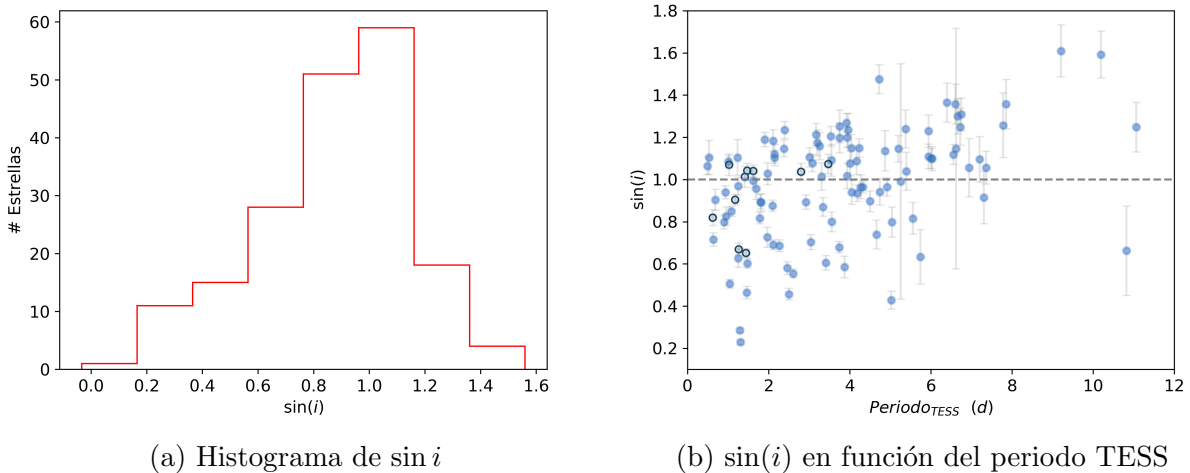 60
50
40
30
20
10
0
# Estrellas
0.0 0.2 0.4 0.6 0.8 1.0 1.2 1.4 1.6
sin(i)
(a) Histograma de sin i
1.8
1.6
1.4
1.2
1.0
0.8
0.6
0.4
0.2
sin(i)
0 2 4 6 8 10 12
Periodo_TESS (d)
(b) sin(i) en función del periodo TESS